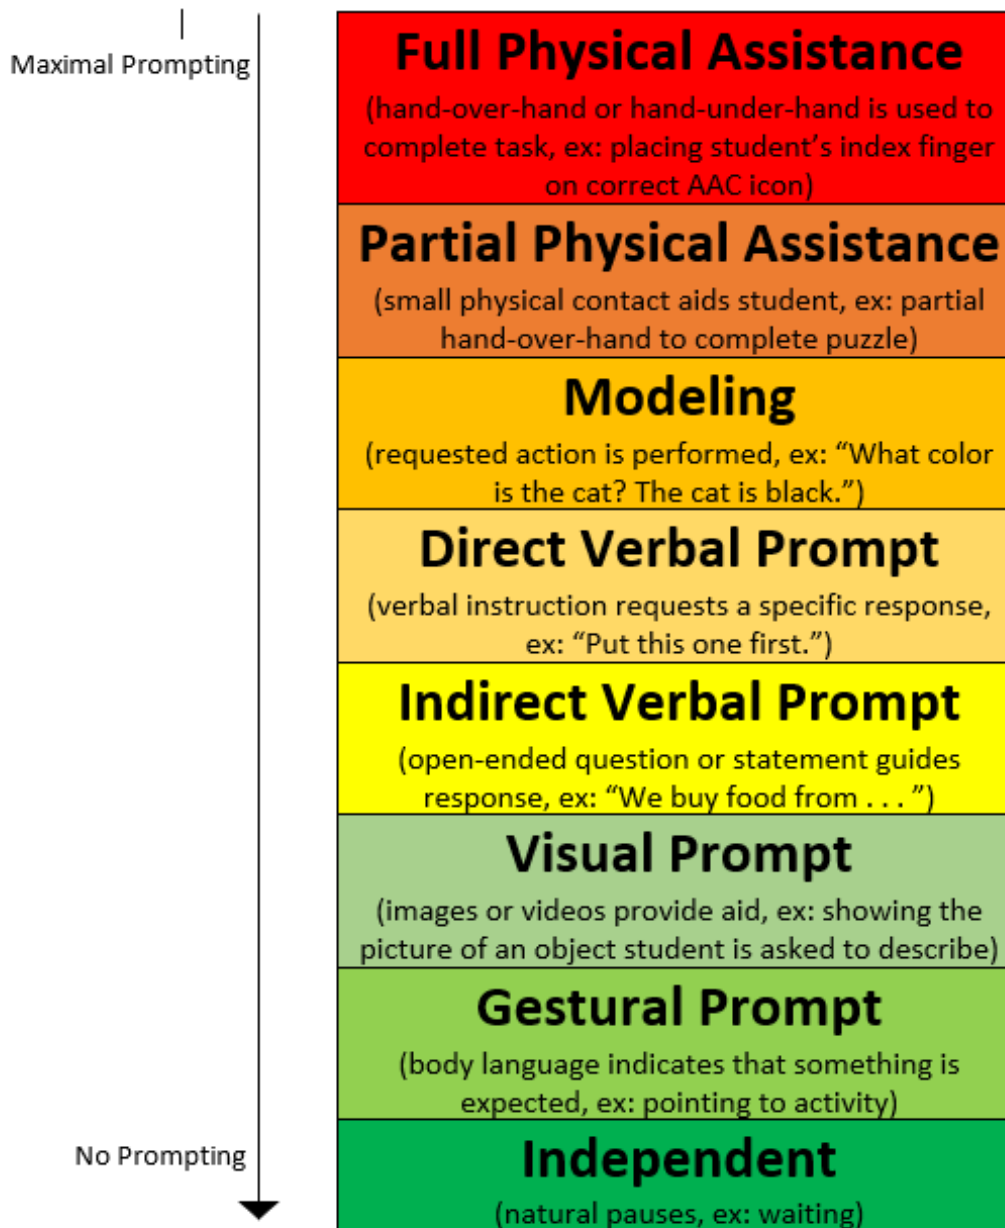 Maximal Prompting
Full Physical Assistance
(hand-over-hand or hand-under-hand is used to
complete task, ex: placing student’s index finger
on correct AAC icon)
Partial Physical Assistance
(small physical contact aids student, ex: partial
hand-over-hand to complete puzzle)
Modeling
(requested action is performed, ex: “What color
is the cat? The cat is black.”)
Direct Verbal Prompt
(verbal instruction requests a specific response,
ex: “Put this one first.”)
Indirect Verbal Prompt
(open-ended question or statement guides
response, ex: “We buy food from . . . ”)
Visual Prompt
(images or videos provide aid, ex: showing the
picture of an object student is asked to describe)
Gestural Prompt
(body language indicates that something is
expected, ex: pointing to activity)
No Prompting
Independent
(natural pauses, ex: waiting)